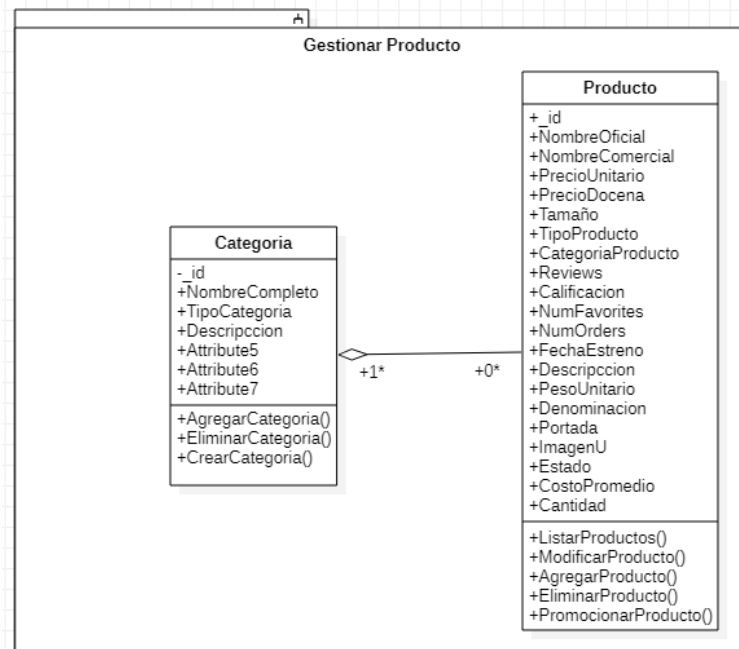 Gestionar Producto
Categoria
-_id
+NombreCompleto
+TipoCategoria
+Descripccion
+Attribute5
+Attribute6
+Attribute7
+AgregarCategoria()
+EliminarCategoria()
+CrearCategoria()
+1*
+0*
Producto
+_id
+NombreOficial
+NombreComercial
+PrecioUnitario
+PrecioDocena
+Tamaño
+TipoProducto
+CategoriaProducto
+Reviews
+Calificacion
+NumFavorites
+NumOrders
+FechaEstreno
+Descripccion
+PesoUnitario
+Denominacion
+Portada
+ImagenU
+Estado
+CostoPromedio
+Cantidad
+ListarProductos()
+ModificarProducto()
+AgregarProducto()
+EliminarProducto()
+PromocionarProducto()